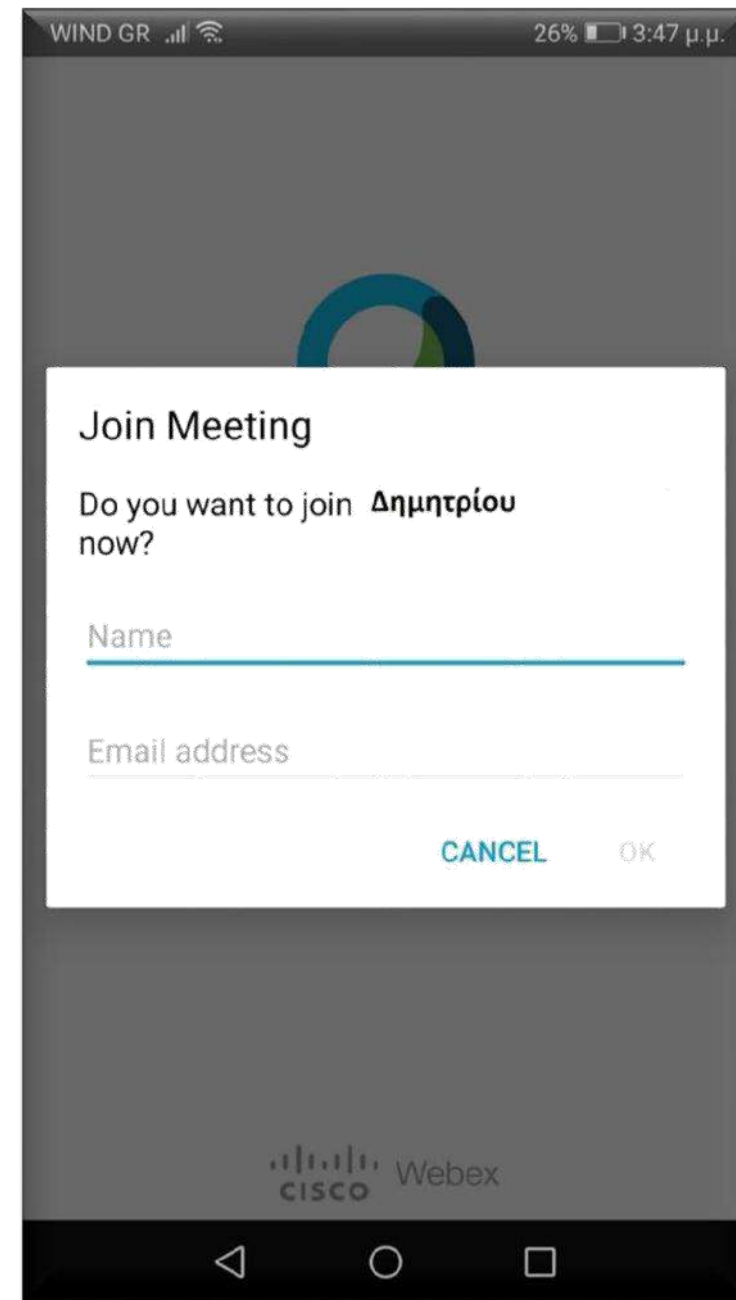 WIND GR 26% 3:47 μ.μ.
Join Meeting
Do you want to join Δημητρίου
now?
Name
Email address
CANCEL OK
CISCO Webex